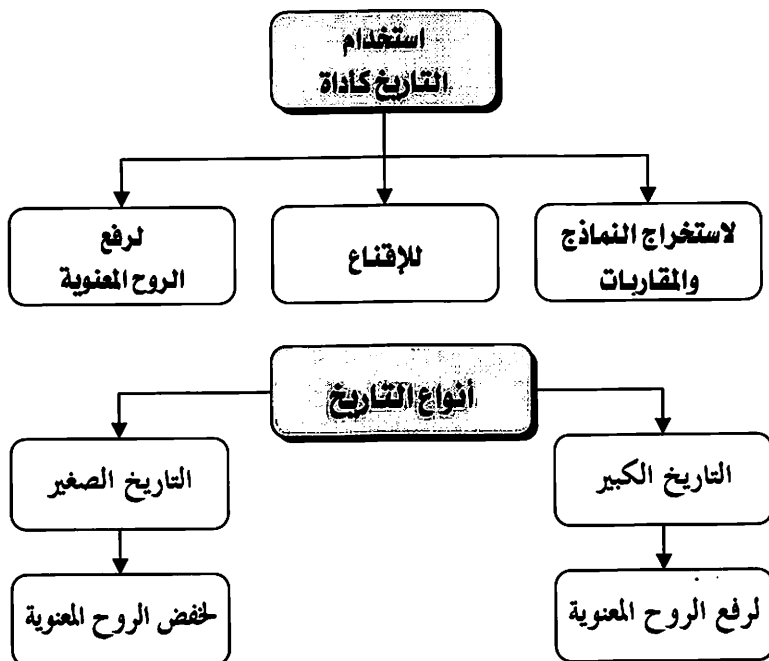 استخدام
التاريخ كأداة
لاستخراج النماذج
والمقاربات
للإقناع
لرفع
الروح المعنوية
أنواع التاريخ
التاريخ الكبير
التاريخ الصغير
لرفع الروح المعنوية
لخفض الروح المعنوية